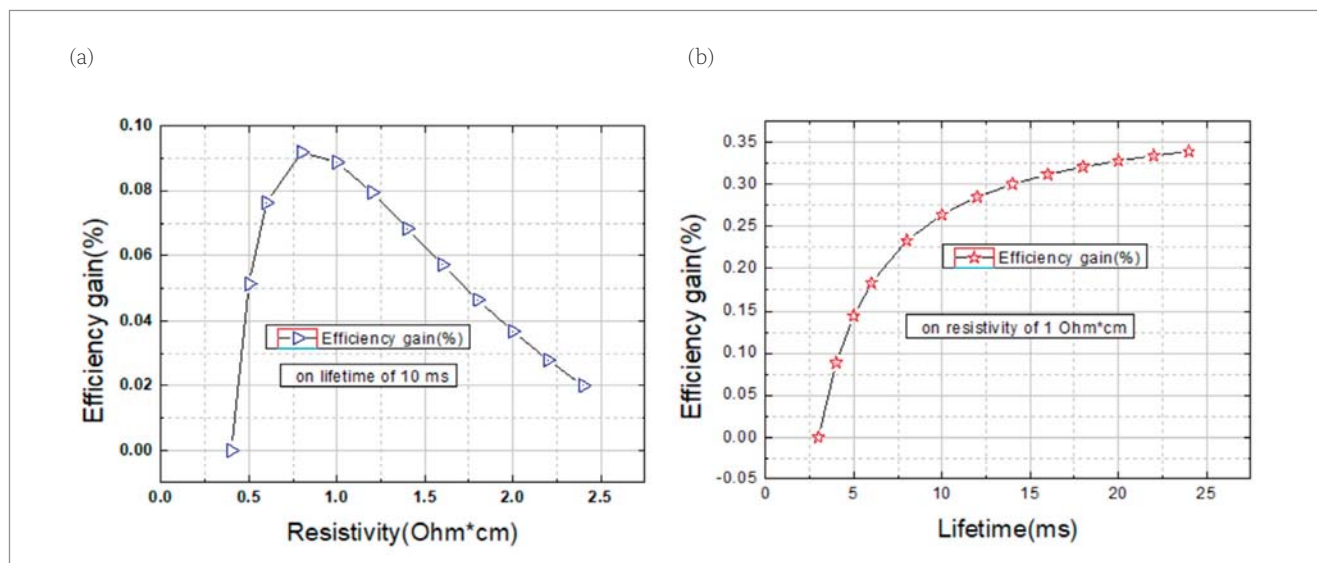 (a)
(b)
Efficiency gain(%)
0.10
0.08
0.06
0.04
0.02
0.00
Efficiency gain(%)
on lifetime of 10 ms
0.0 0.5 1.0 1.5 2.0 2.5
Resistivity(Ohm*cm)
Efficiency gain(%)
0.35
0.30
0.25
0.20
0.15
0.10
0.05
0.00
-0.05
Efficiency gain(%)
on resistivity of 1 Ohm*cm
0 5 10 15 20 25
Lifetime(ms)